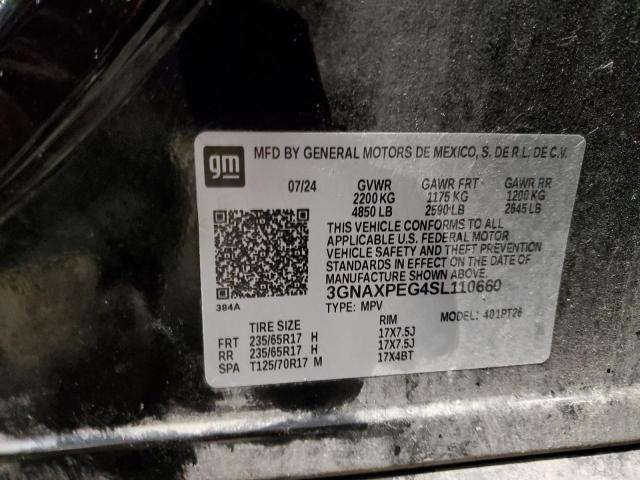 gm
MFD BY GENERAL MOTORS DE MEXICO, S. DE R.L. DE C.V.
07/24 GVWR GAWR FRT GAWR RR
2200 KG 1175 KG 1200 KG
4850 LB 2590 LB 2645 LB
THIS VEHICLE CONFORMS TO ALL
APPLICABLE U.S. FEDERAL MOTOR
VEHICLE SAFETY AND THEFT PREVENTION
STANDARDS IN EFFECT ON THE DATE OF
MANUFACTURE SHOWN ABOVE.
3GNAXPEG4SL110660
384A TYPE: MPV MODEL: 401PT26
TIRE SIZE RIM
FRT 235/65R17 H 17X7.5J
RR 235/65R17 H 17X7.5J
SPA T125/70R17 M 17X4BT